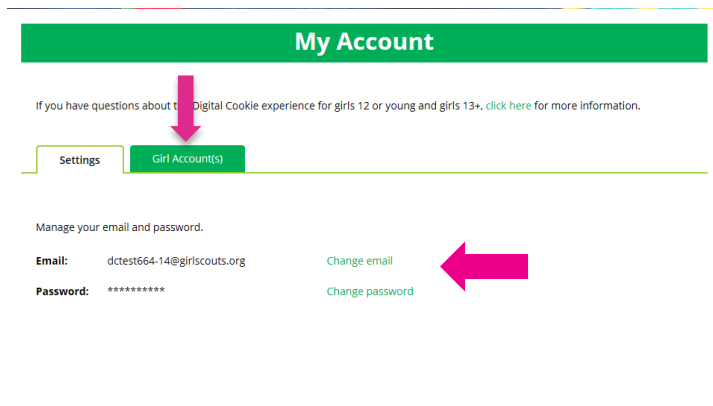 My Account
If you have questions about t Digital Cookie experience for girls 12 or young and girls 13+, click here for more information.
Settings
Girl Account(s)
Manage your email and password.
Email: dctest664-14@girlscouts.org Change email
Password: ********** Change password